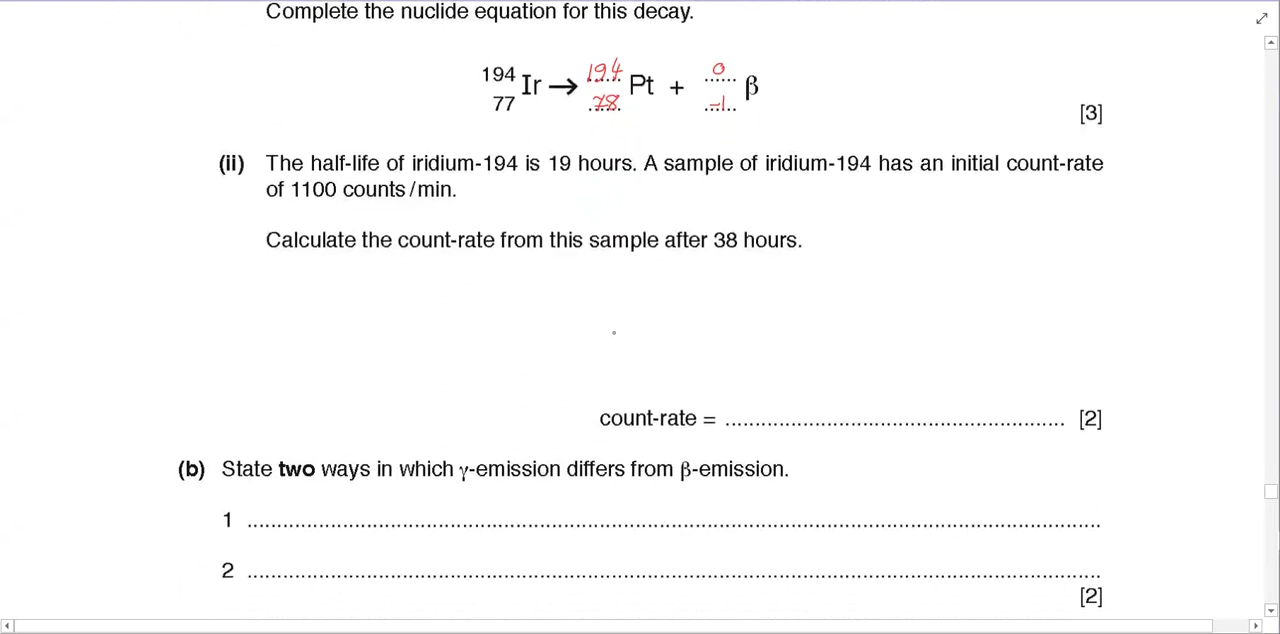 Complete the nuclide equation for this decay.
194 194 0
Ir → ...... Pt + ...... β
77 78 -1
[3]
(ii) The half-life of iridium-194 is 19 hours. A sample of iridium-194 has an initial count-rate
of 1100 counts/min.
Calculate the count-rate from this sample after 38 hours.
count-rate = ......................................................... [2]
(b) State two ways in which γ-emission differs from β-emission.
1 ................................................................................................................................................
2 ................................................................................................................................................
[2]